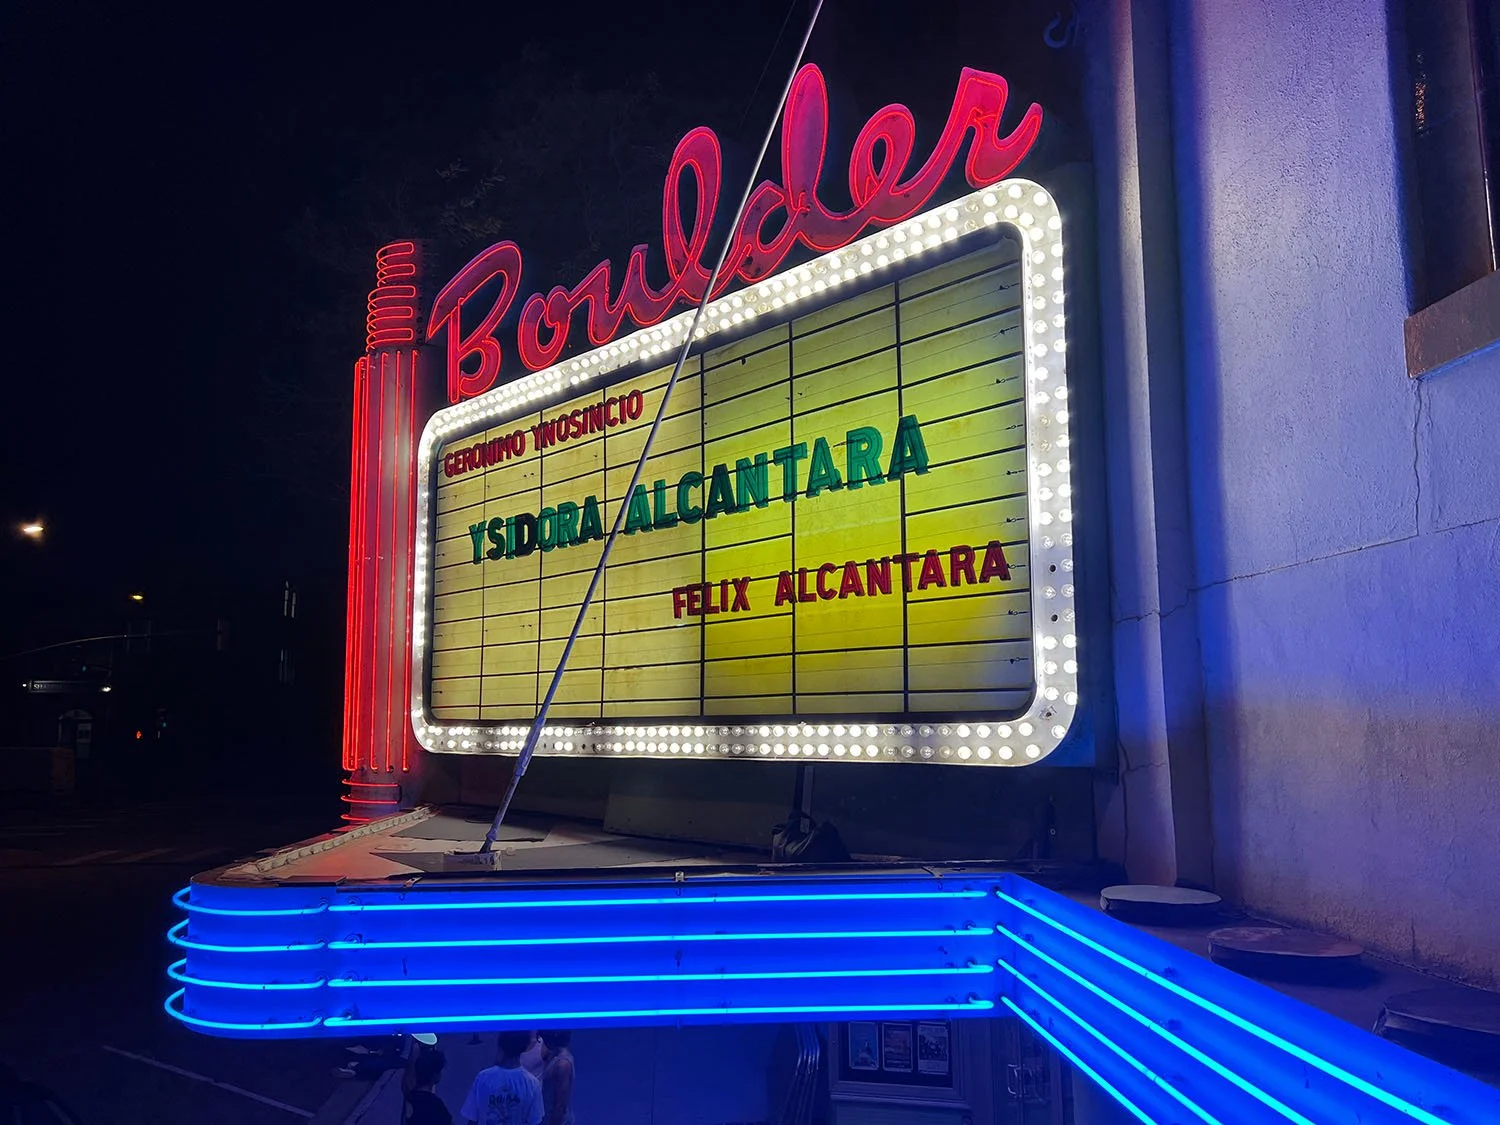 Boulder
GERONIMO YNOSINCIO
YSIDORA ALCANTARA
FELIX ALCANTARA